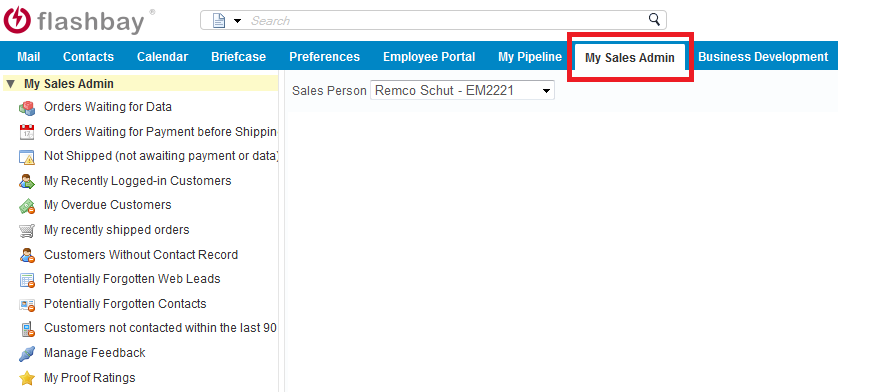 flashbay ®
Search
Mail Contacts Calendar Briefcase Preferences Employee Portal My Pipeline My Sales Admin Business Development
My Sales Admin
Sales Person Remco Schut - EM2221
Orders Waiting for Data
Orders Waiting for Payment before Shippin
Not Shipped (not awaiting payment or data)
My Recently Logged-in Customers
My Overdue Customers
My recently shipped orders
Customers Without Contact Record
Potentially Forgotten Web Leads
Potentially Forgotten Contacts
Customers not contacted within the last 90
Manage Feedback
My Proof Ratings